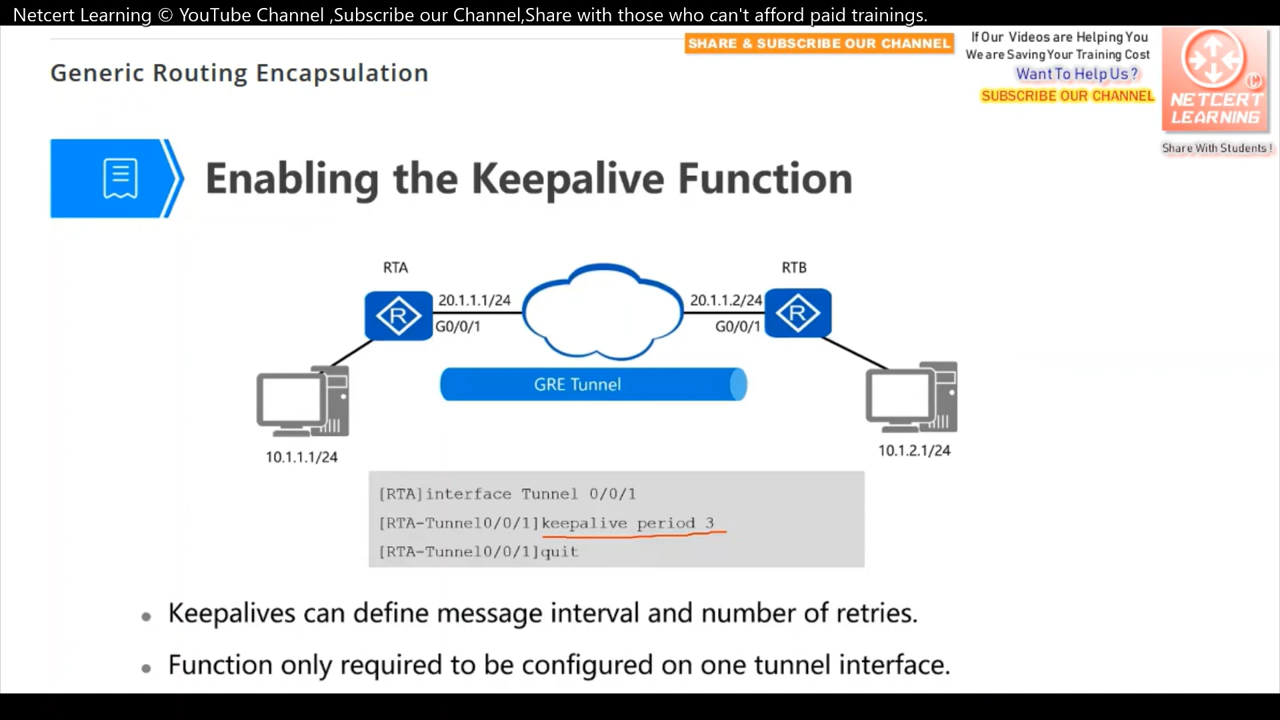 Netcert Learning © YouTube Channel ,Subscribe our Channel,Share with those who can't afford paid trainings.
SHARE & SUBSCRIBE OUR CHANNEL
If Our Videos are Helping You
We are Saving Your Training Cost
Want To Help Us ?
SUBSCRIBE OUR CHANNEL
©
NETCERT
LEARNING
Share With Students !
Generic Routing Encapsulation
Enabling the Keepalive Function
RTA
RTB
R
20.1.1.1/24
G0/0/1
20.1.1.2/24
G0/0/1
R
GRE Tunnel
10.1.1.1/24
10.1.2.1/24
[RTA]interface Tunnel 0/0/1
[RTA-Tunnel0/0/1]keepalive period 3
[RTA-Tunnel0/0/1]quit
• Keepalives can define message interval and number of retries.
• Function only required to be configured on one tunnel interface.